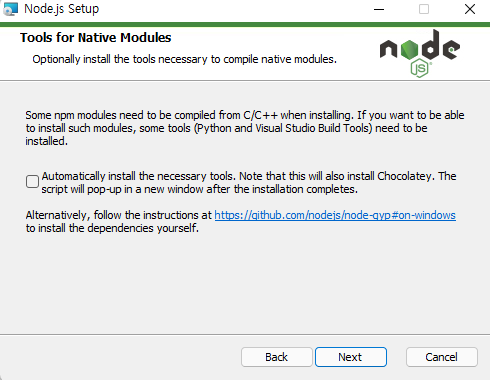 Node.js Setup
Tools for Native Modules
Optionally install the tools necessary to compile native modules.
node
JS
Some npm modules need to be compiled from C/C++ when installing. If you want to be able
to install such modules, some tools (Python and Visual Studio Build Tools) need to be
installed.
Automatically install the necessary tools. Note that this will also install Chocolatey. The
script will pop-up in a new window after the installation completes.
Alternatively, follow the instructions at https://github.com/nodejs/node-gyp#on-windows
to install the dependencies yourself.
Back Next Cancel